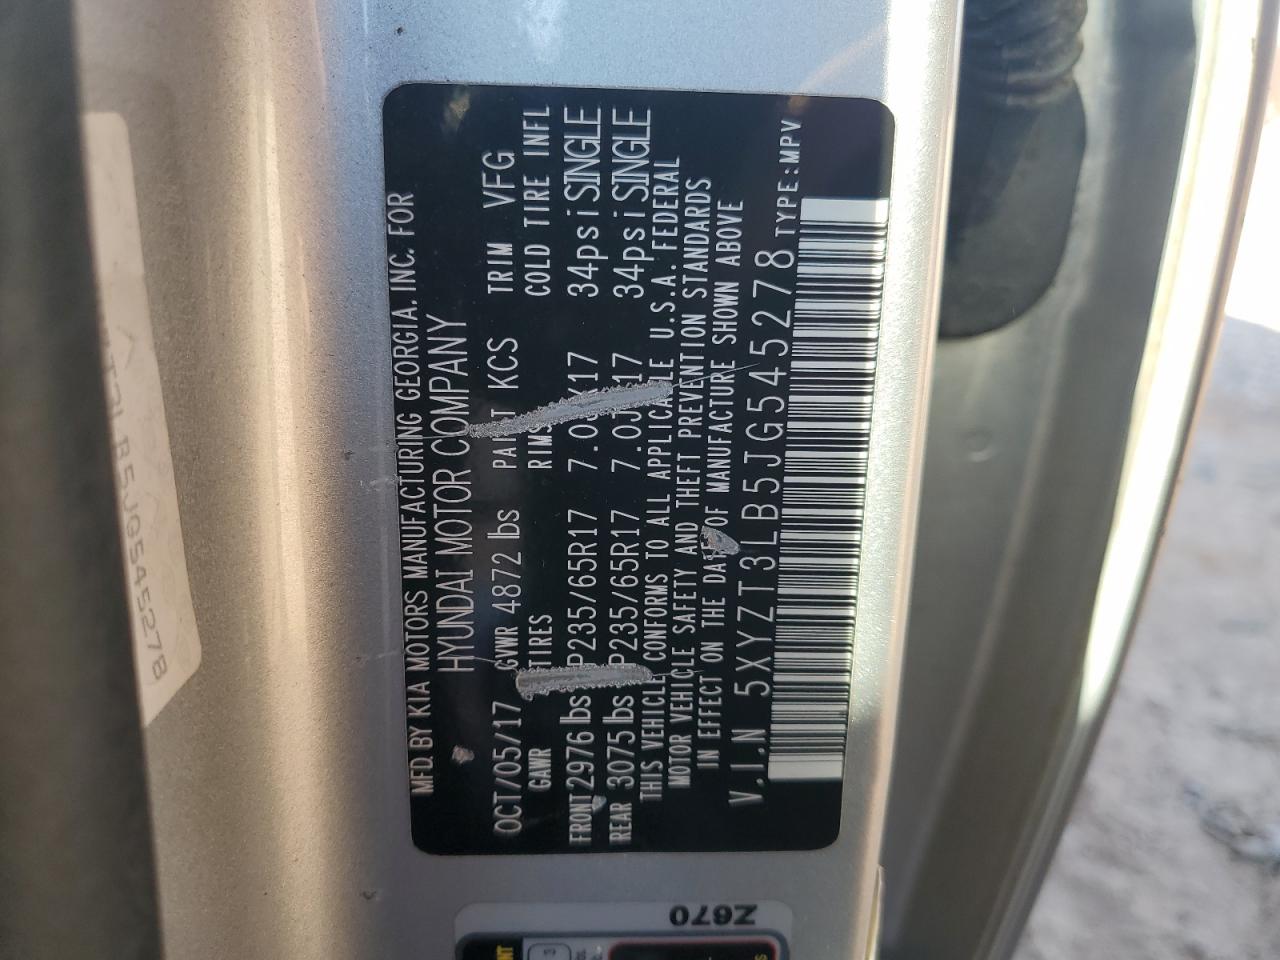 MFD. BY KIA MOTORS MANUFACTURING GEORGIA, INC. FOR
HYUNDAI MOTOR COMPANY
OCT/05/17 GVWR 4872 lbs PAINT KCS TRIM VFG
GAWR TIRES RIMS COLD TIRE INFL
FRONT 2976 lbs P235/65R17 7.0JX17 34psi SINGLE
REAR 3075 lbs P235/65R17 7.0JX17 34psi SINGLE
THIS VEHICLE CONFORMS TO ALL APPLICABLE U.S.A. FEDERAL
MOTOR VEHICLE SAFETY AND THEFT PREVENTION STANDARDS
IN EFFECT ON THE DATE OF MANUFACTURE SHOWN ABOVE
V.I.N 5XYZT3LB5JG545278 TYPE:MPV
ZT3LB5JG545278
Z670